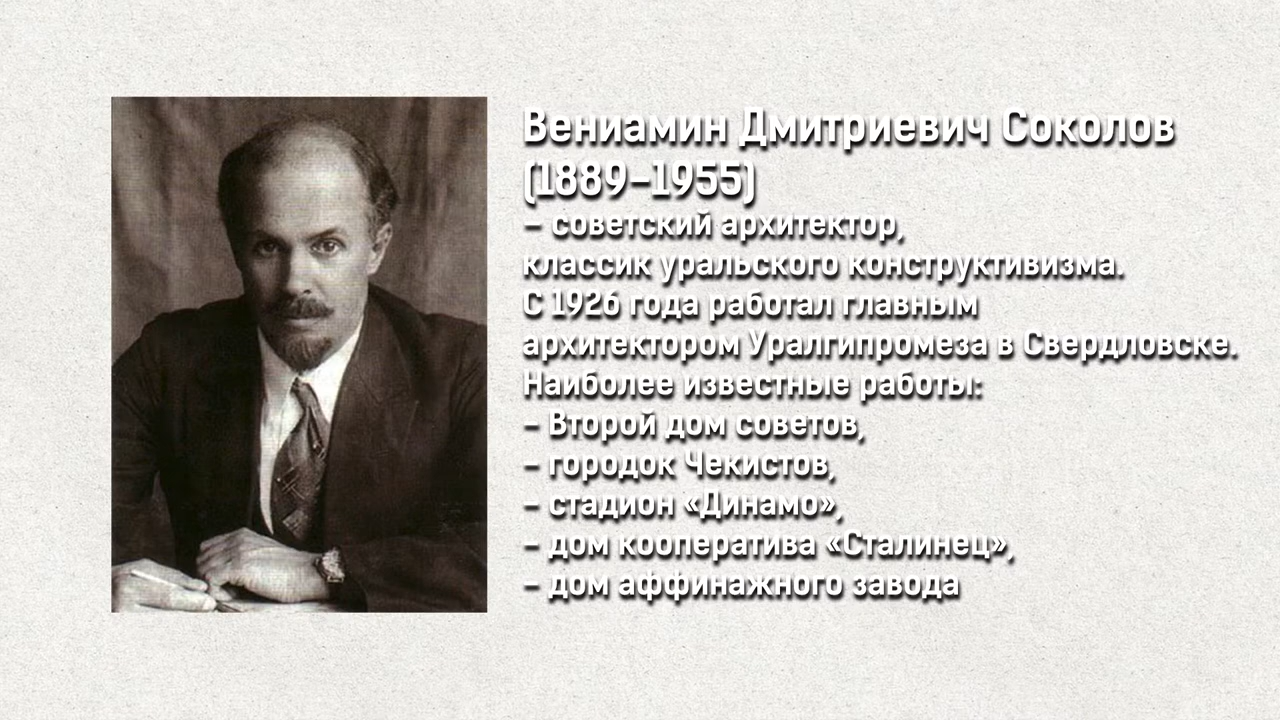 Вениамин Дмитриевич Соколов
(1889–1955)
– советский архитектор,
классик уральского конструктивизма.
С 1926 года работал главным
архитектором Уралгипромеза в Свердловске.
Наиболее известные работы:
– Второй дом советов,
– городок Чекистов,
– стадион «Динамо»,
– дом кооператива «Сталинец»,
– дом аффинажного завода